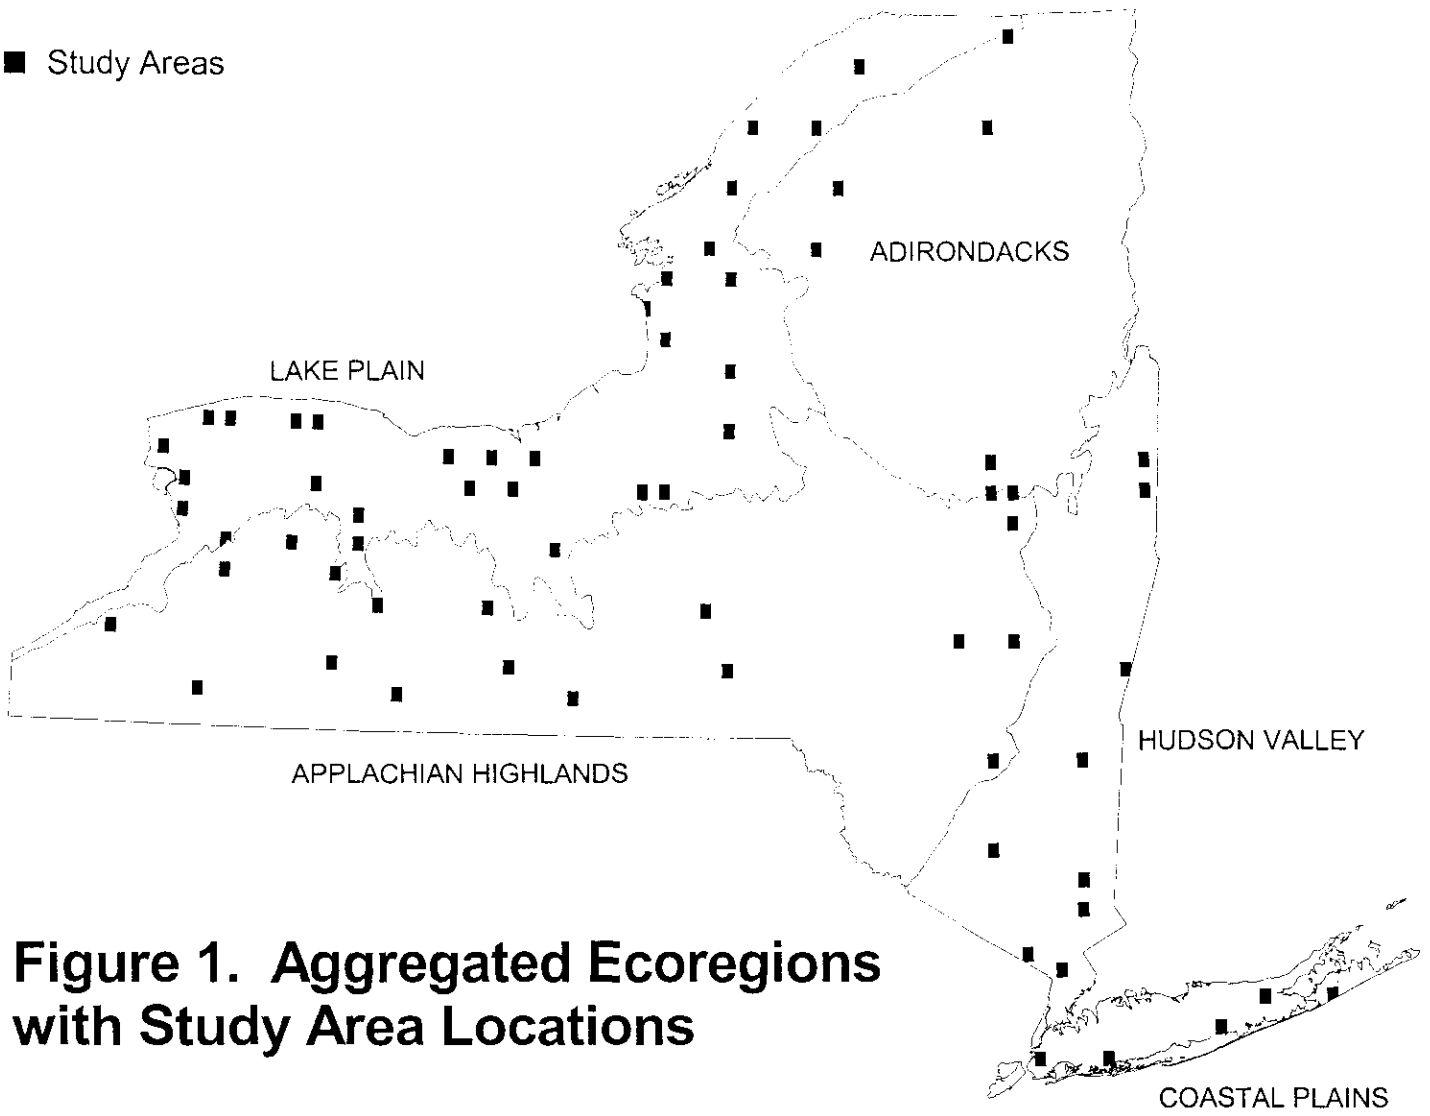 Study Areas
ADIRONDACKS
LAKE PLAIN
HUDSON VALLEY
APPLACHIAN HIGHLANDS
Figure 1. Aggregated Ecoregions
with Study Area Locations
COASTAL PLAINS